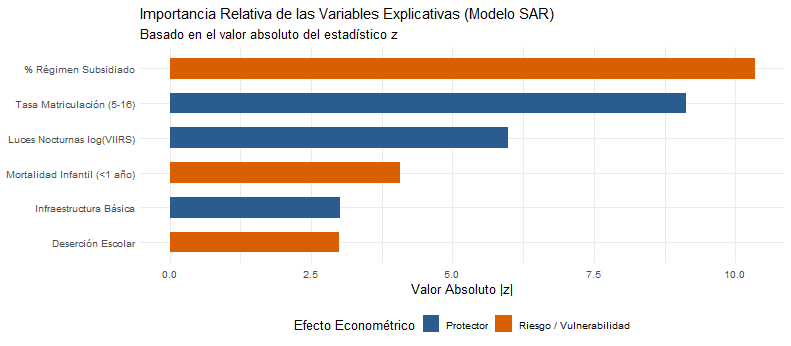 Importancia Relativa de las Variables Explicativas (Modelo SAR)
Basado en el valor absoluto del estadístico z
% Régimen Subsidiado
Tasa Matriculación (5-16)
Luces Nocturnas log(VIIRS)
Mortalidad Infantil (<1 año)
Infraestructura Básica
Deserción Escolar
0.0 2.5 5.0 7.5 10.0
Valor Absoluto |z|
Efecto Econométrico Protector Riesgo / Vulnerabilidad